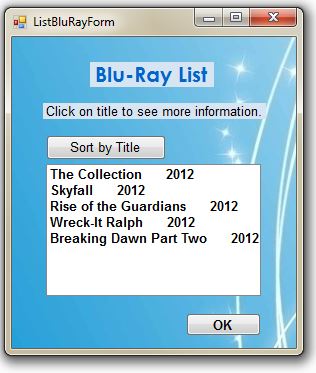 ListBluRayForm
Blu-Ray List
Click on title to see more information.
Sort by Title
The Collection 2012
Skyfall 2012
Rise of the Guardians 2012
Wreck-It Ralph 2012
Breaking Dawn Part Two 2012
OK